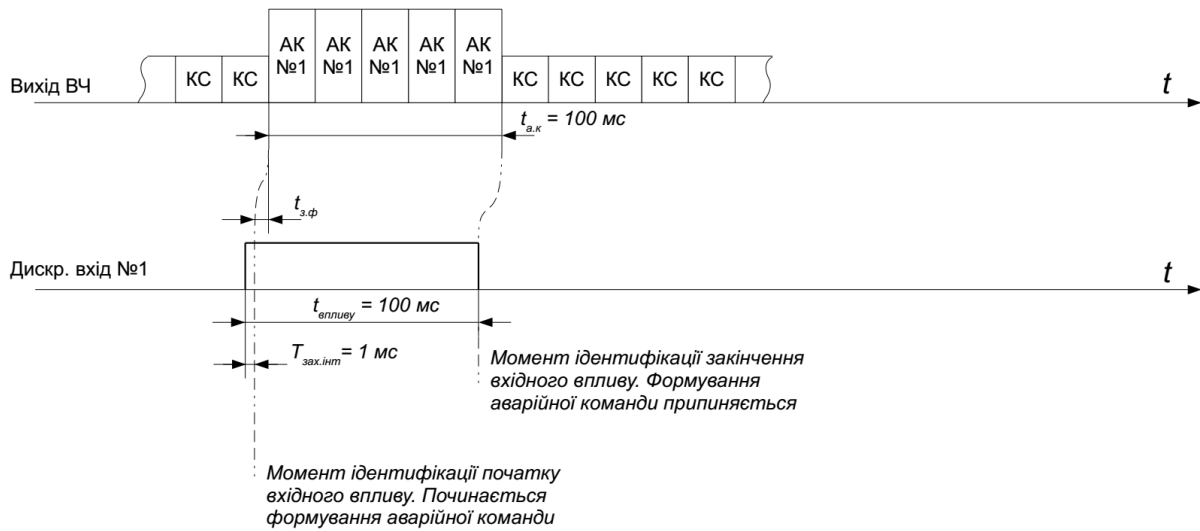 АК АК АК АК АК
№1 №1 №1 №1 №1
КС КС КС КС КС КС КС
Вихід ВЧ
t
tа.к = 100 мс
tз.ф
Дискр. вхід №1
t
tвпливу = 100 мс
Tзах.інт = 1 мс
Момент ідентифікації закінчення
вхідного впливу. Формування
аварійної команди припиняється
Момент ідентифікації початку
вхідного впливу. Починається
формування аварійної команди